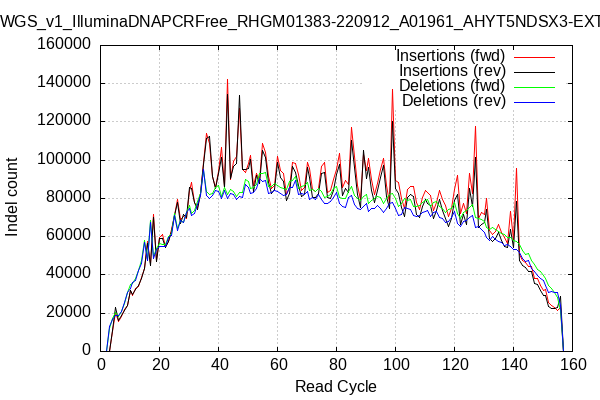 WGS_v1_IlluminaDNAPCRFree_RHGM01383-220912_A01961_AHYT5NDSX3-EXT
160000
140000
120000
100000
80000
60000
40000
20000
0
Indel count
Insertions (fwd)
Insertions (rev)
Deletions (fwd)
Deletions (rev)
0 20 40 60 80 100 120 140 160
Read Cycle